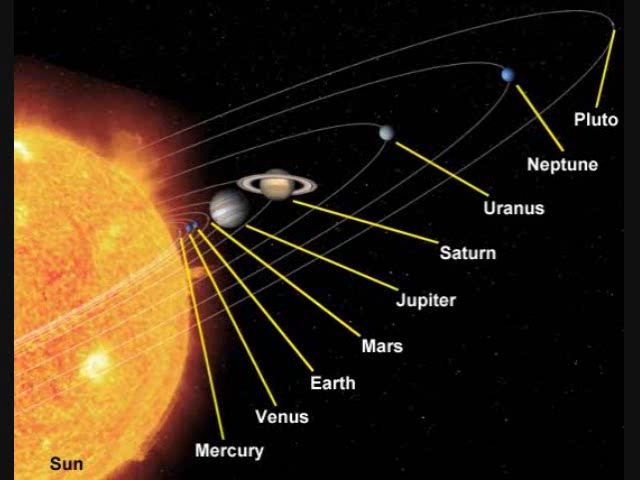 Pluto
Neptune
Uranus
Saturn
Jupiter
Mars
Earth
Venus
Mercury
Sun